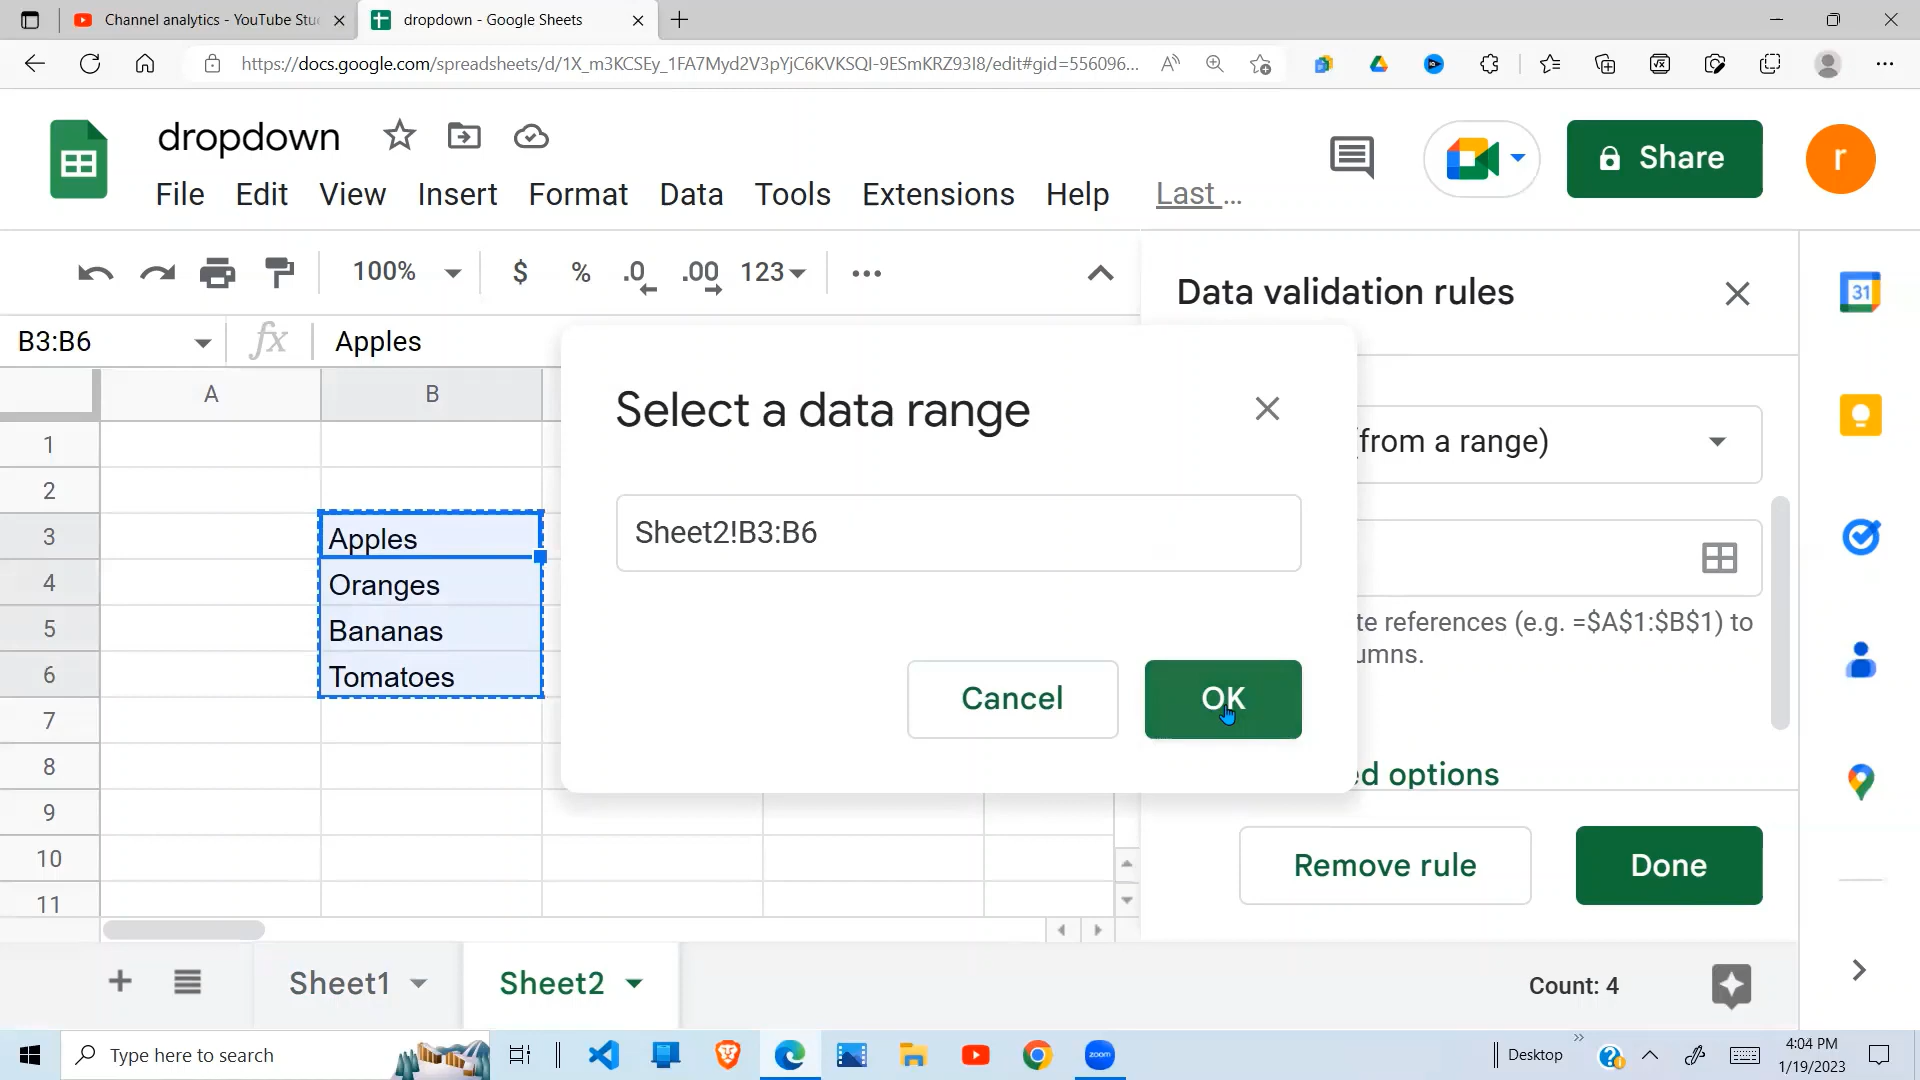 Channel analytics - YouTube Stu
dropdown - Google Sheets
https://docs.google.com/spreadsheets/d/1X_m3KCSEy_1FA7Myd2V3pYjC6KVKSQI-9ESmKRZ93I8/edit#gid=556096...
dropdown
Share
r
File Edit View Insert Format Data Tools Extensions Help Last ...
100% $ % .0 .00 123
Data validation rules
31
B3:B6 fx Apples
A B
Select a data range
(from a range)
1
2
3 Apples
4 Oranges
5 Bananas
6 Tomatoes
7
8
9
10
11
Sheet2!B3:B6
te references (e.g. =$A$1:$B$1) to
umns.
Cancel OK
ed options
Remove rule Done
Sheet1 Sheet2 Count: 4
Type here to search
zoom
Desktop
4:04 PM
1/19/2023